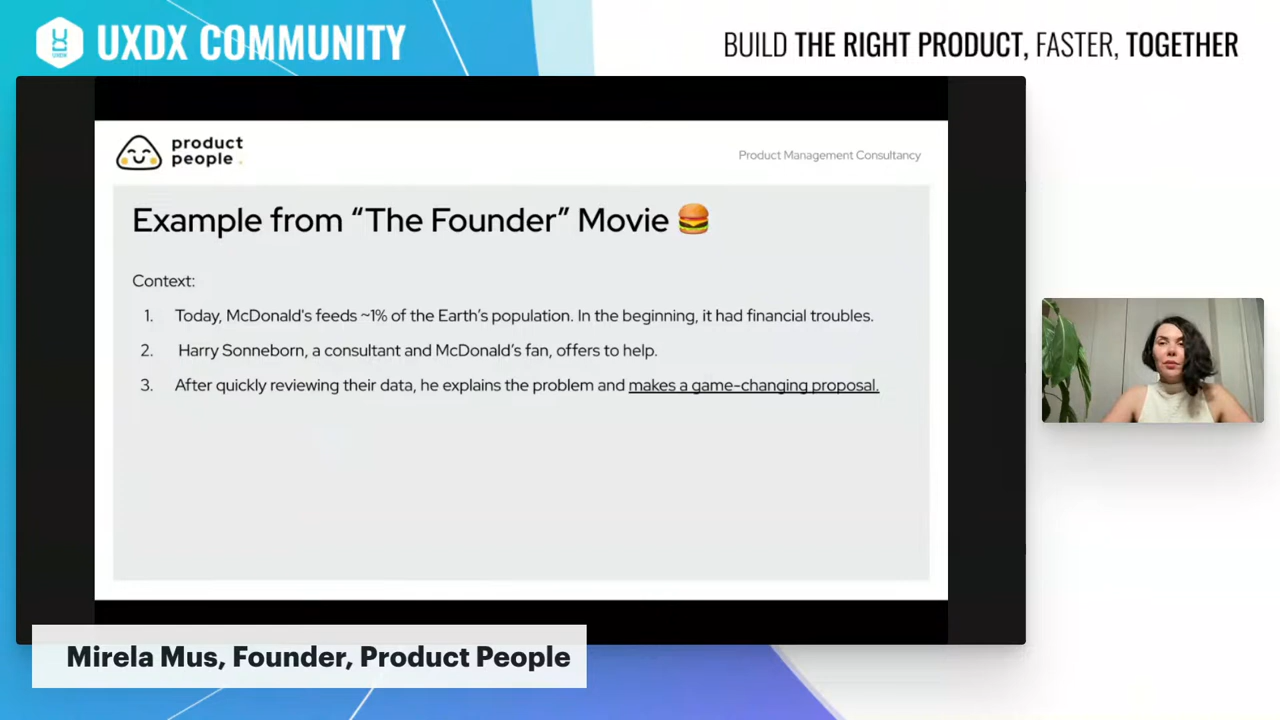 UXDX COMMUNITY
BUILD THE RIGHT PRODUCT, FASTER, TOGETHER
product
people.
Product Management Consultancy
Example from “The Founder” Movie 🍔
Context:
1. Today, McDonald's feeds ~1% of the Earth’s population. In the beginning, it had financial troubles.
2. Harry Sonneborn, a consultant and McDonald’s fan, offers to help.
3. After quickly reviewing their data, he explains the problem and makes a game-changing proposal.
Mirela Mus, Founder, Product People